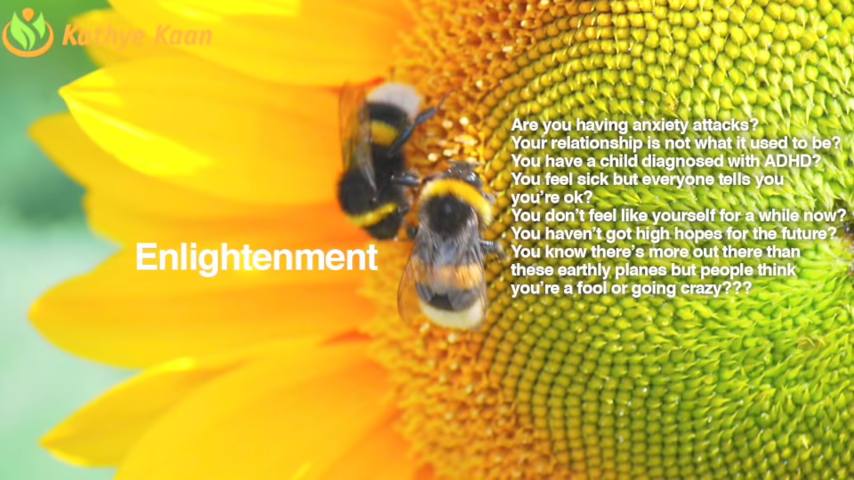 Kathye Kaan
Enlightenment
Are you having anxiety attacks?
Your relationship is not what it used to be?
You have a child diagnosed with ADHD?
You feel sick but everyone tells you
you're ok?
You don't feel like yourself for a while now?
You haven't got high hopes for the future?
You know there's more out there than
these earthly planes but people think
you're a fool or going crazy???